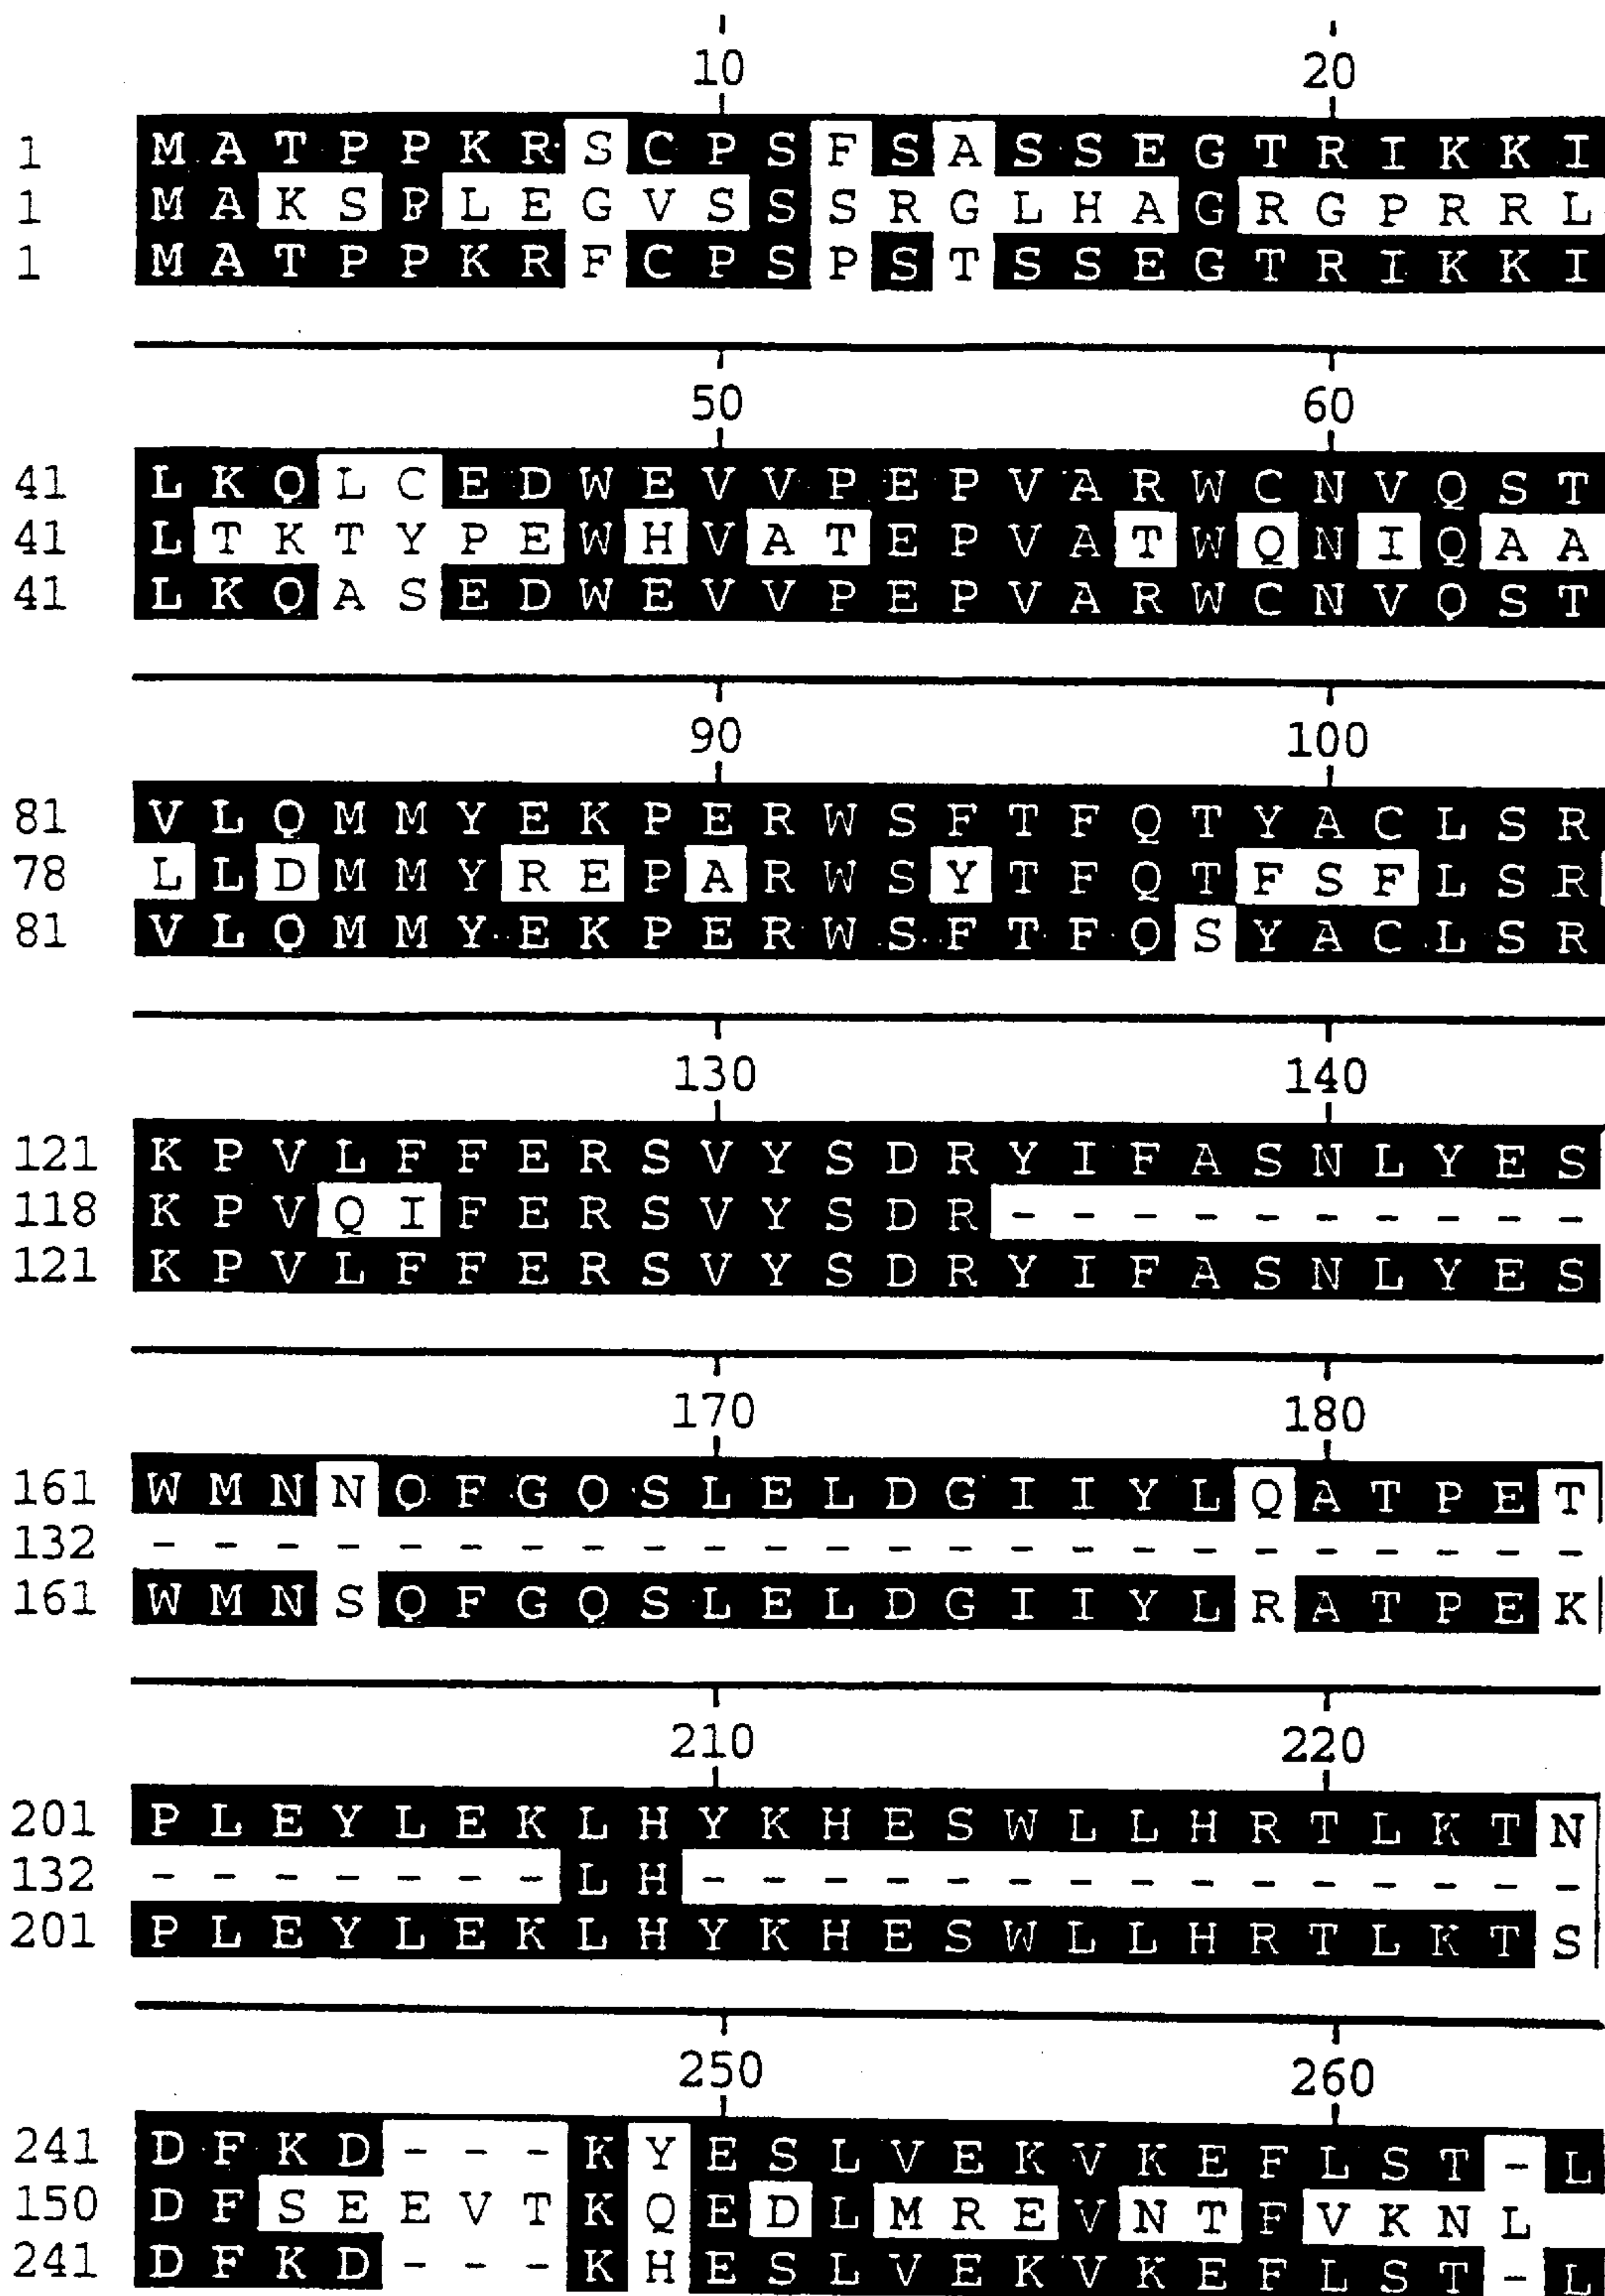 10 20
1 M A T P P K R S C P S F S A S S E G T R I K K I
1 M A K S P L E G V S S S R G L H A G R G P R R L
1 M A T P P K R F C P S P S T S S E G T R I K K I
50 60
41 L K Q L C E D W E V V P E P V A R W C N V Q S T
41 L T K T Y P E W H V A T E P V A T W Q N I Q A A
41 L K Q A S E D W E V V P E P V A R W C N V Q S T
90 100
81 V L Q M M Y E K P E R W S F T F Q T Y A C L S R
78 L L D M M Y R E P A R W S Y T F Q T F S F L S R
81 V L Q M M Y E K P E R W S F T F Q S Y A C L S R
130 140
121 K P V L F F E R S V Y S D R Y I F A S N L Y E S
118 K P V Q I F E R S V Y S D R - - - - - - - - - -
121 K P V L F F E R S V Y S D R Y I F A S N L Y E S
170 180
161 W M N N Q F G Q S L E L D G I I Y L Q A T P E T
132 - - - - - - - - - - - - - - - - - - - - - - - -
161 W M N S Q F G Q S L E L D G I I Y L R A T P E K
210 220
201 P L E Y L E K L H Y K H E S W L L H R T L K T N
132 - - - - - - - L H - - - - - - - - - - - - - - -
201 P L E Y L E K L H Y K H E S W L L H R T L K T S
250 260
241 D F K D - - - K Y E S L V E K V K E F L S T - L
150 D F S E E V T K Q E D L M R E V N T F V K N L
241 D F K D - - - K H E S L V E K V K E F L S T - L